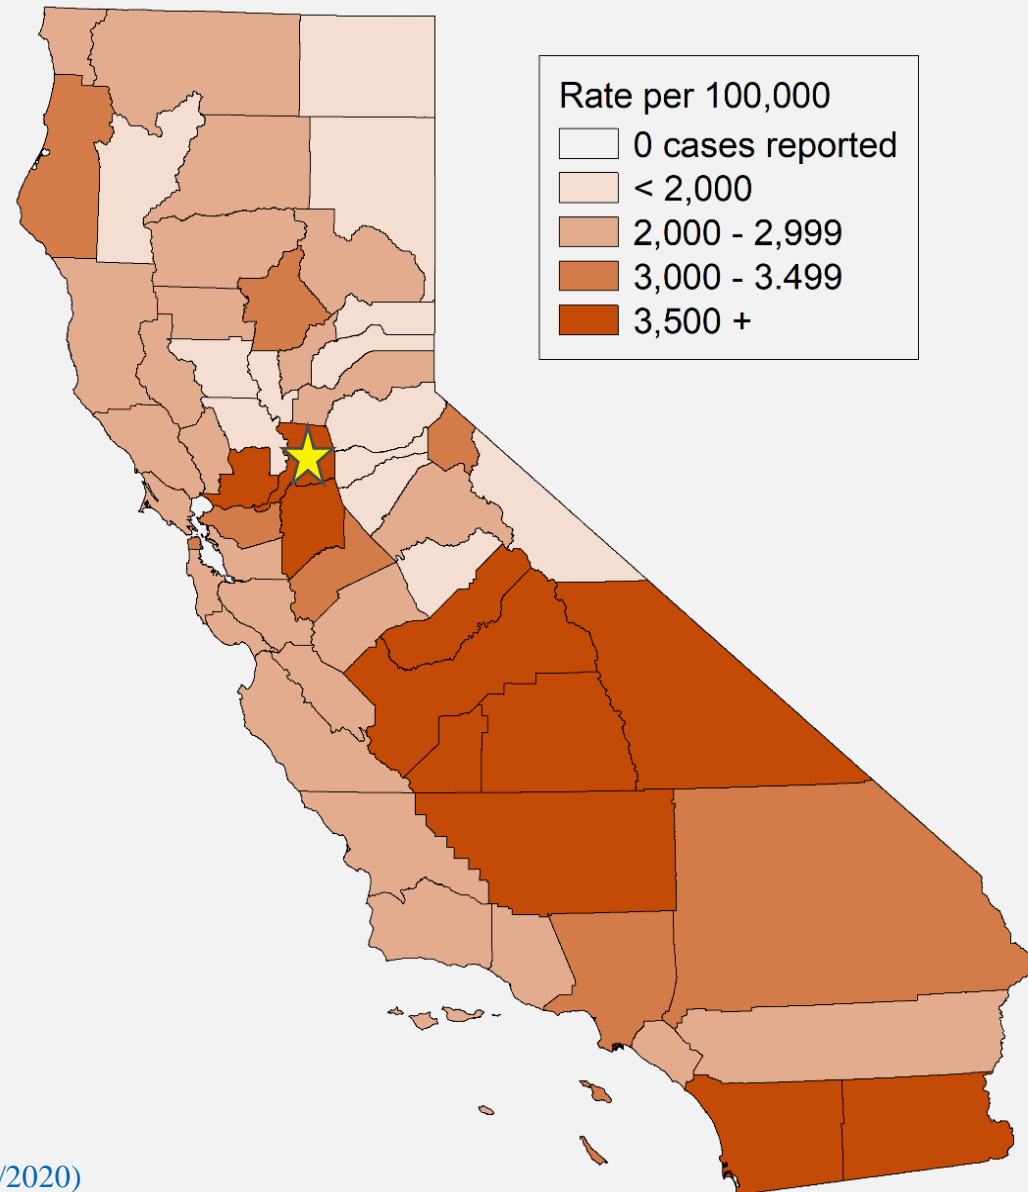 Rate per 100,000
0 cases reported
< 2,000
2,000 - 2,999
3,000 - 3.499
3,500 +
/2020)